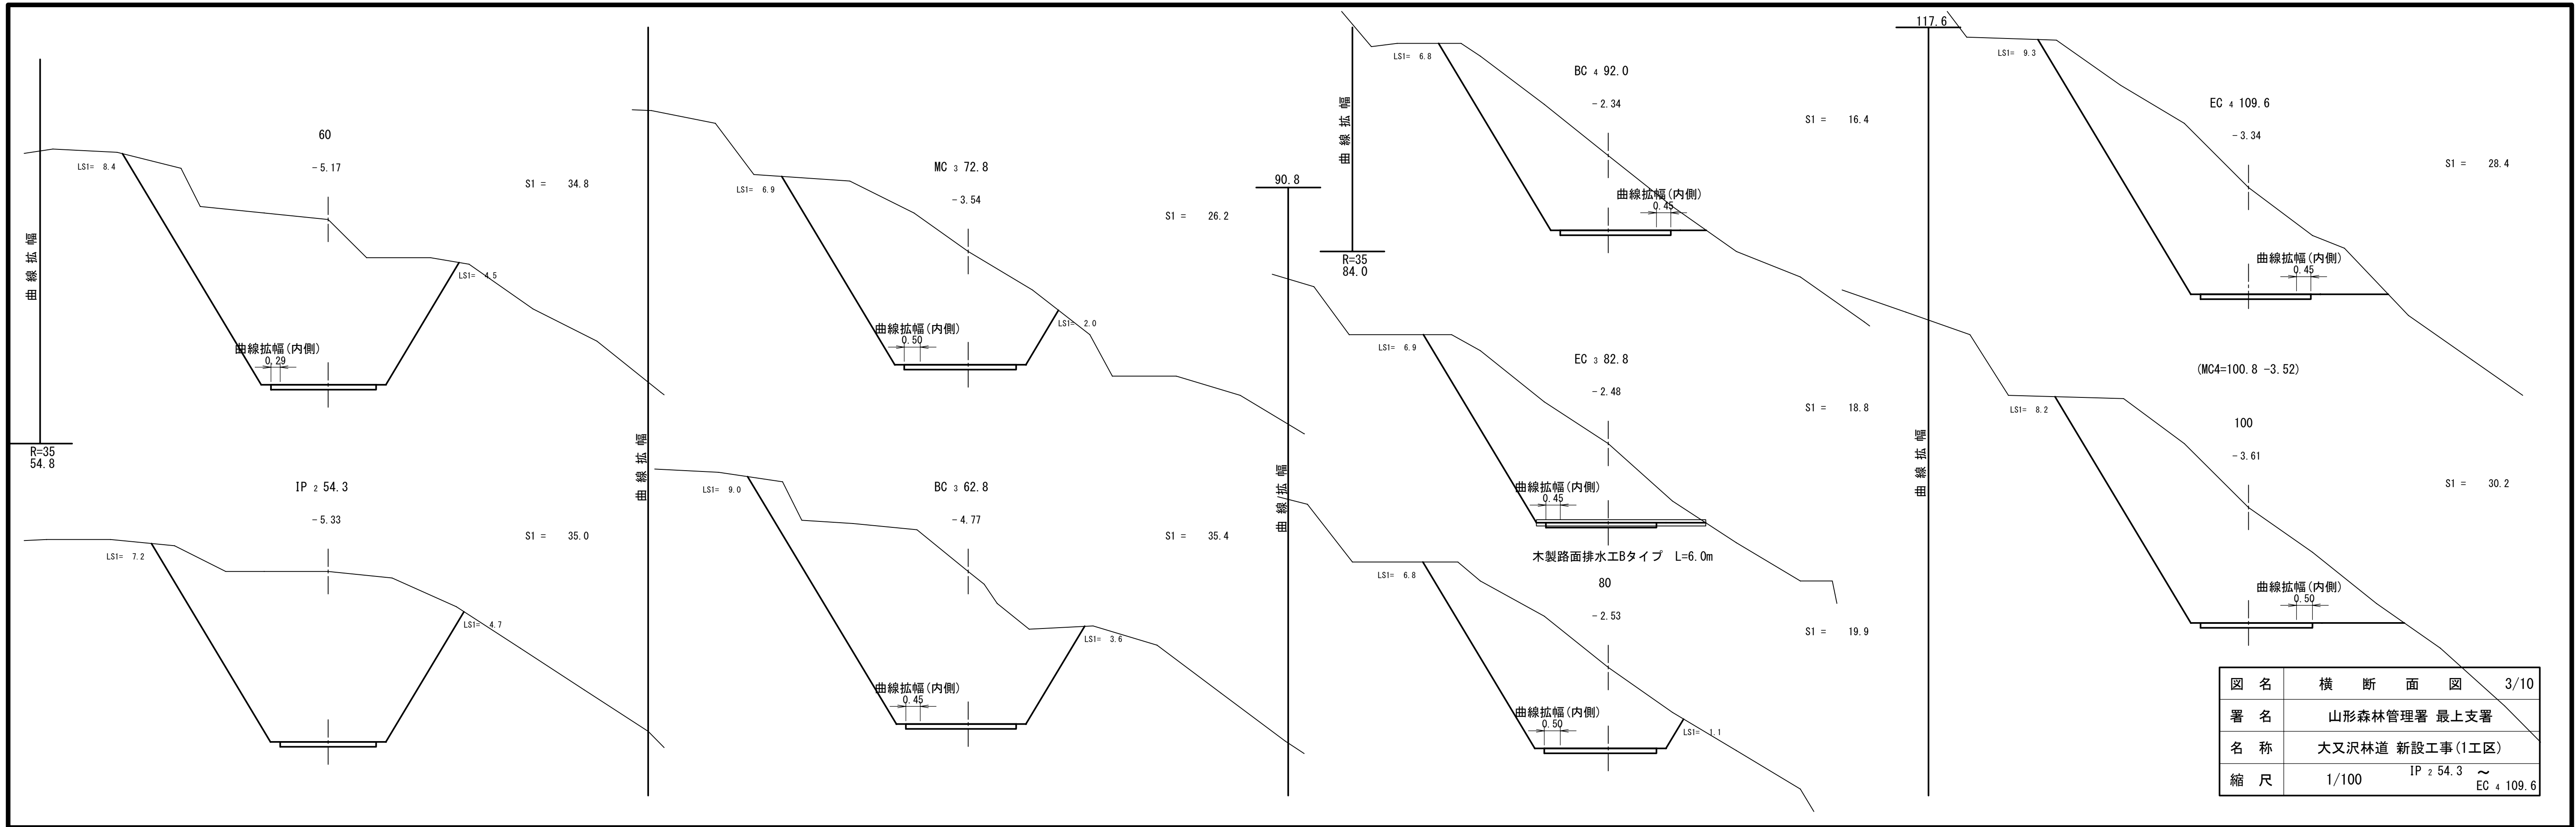 60
-5.17
LS1= 8.4
S1 = 34.8
LS1= 4.5
曲線拡幅(内側)
0.29
曲線拡幅
R=35
54.8
IP 2 54.3
-5.33
LS1= 7.2
S1 = 35.0
LS1= 4.7
MC 3 72.8
-3.54
LS1= 6.9
S1 = 26.2
LS1= 2.0
曲線拡幅(内側)
0.50
曲線拡幅
BC 3 62.8
-4.77
LS1= 9.0
S1 = 35.4
LS1= 3.6
曲線拡幅(内側)
0.45
90.8
曲線拡幅
曲線拡幅
R=35
84.0
LS1= 6.8
BC 4 92.0
-2.34
S1 = 16.4
曲線拡幅(内側)
0.45
EC 3 82.8
-2.48
LS1= 6.9
S1 = 18.8
曲線拡幅(内側)
0.45
木製路面排水工Bタイプ L=6.0m
80
-2.53
LS1= 6.8
S1 = 19.9
曲線拡幅(内側)
0.50
LS1= 1.1
117.6
曲線拡幅
LS1= 9.3
EC 4 109.6
-3.34
S1 = 28.4
曲線拡幅(内側)
0.45
(MC4=100.8 -3.52)
LS1= 8.2
100
-3.61
S1 = 30.2
曲線拡幅(内側)
0.50
図名 横断面図 3/10
署名 山形森林管理署 最上支署
名称 大又沢林道 新設工事(1工区)
縮尺 1/100 IP 2 54.3 ～
EC 4 109.6